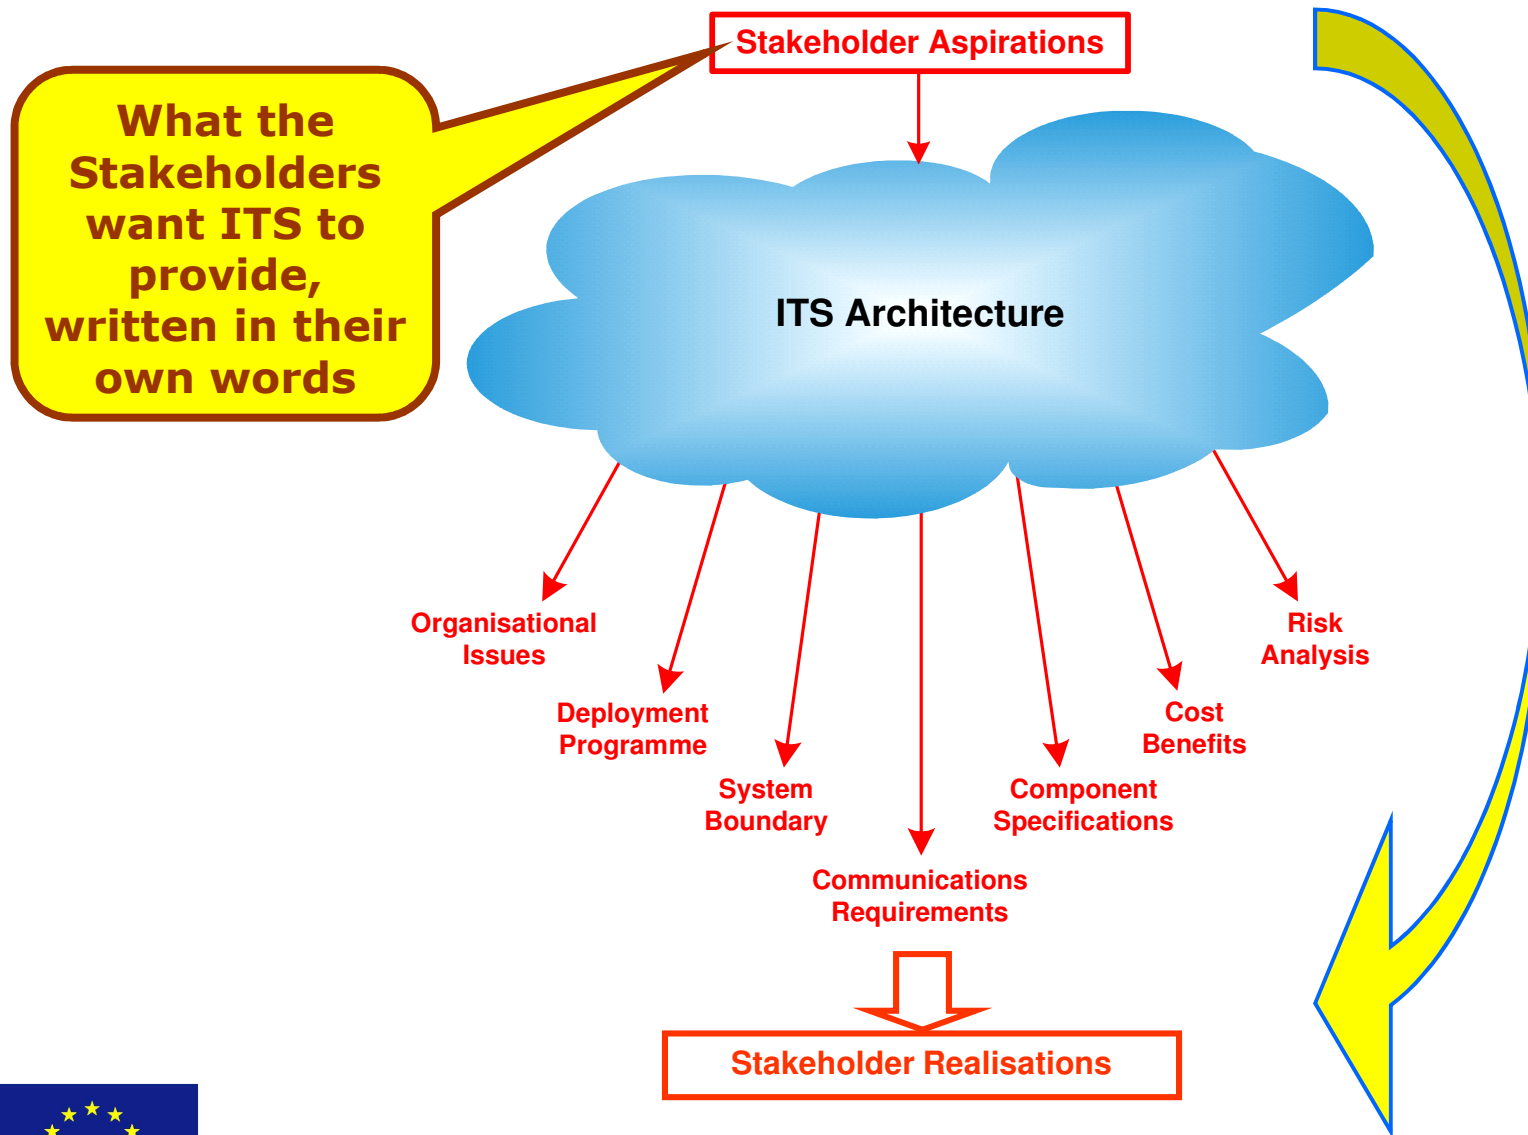 Stakeholder Aspirations
What the
Stakeholders
want ITS to
provide,
written in their
own words
ITS Architecture
Organisational
Issues
Deployment
Programme
System
Boundary
Communications
Requirements
Component
Specifications
Cost
Benefits
Risk
Analysis
Stakeholder Realisations